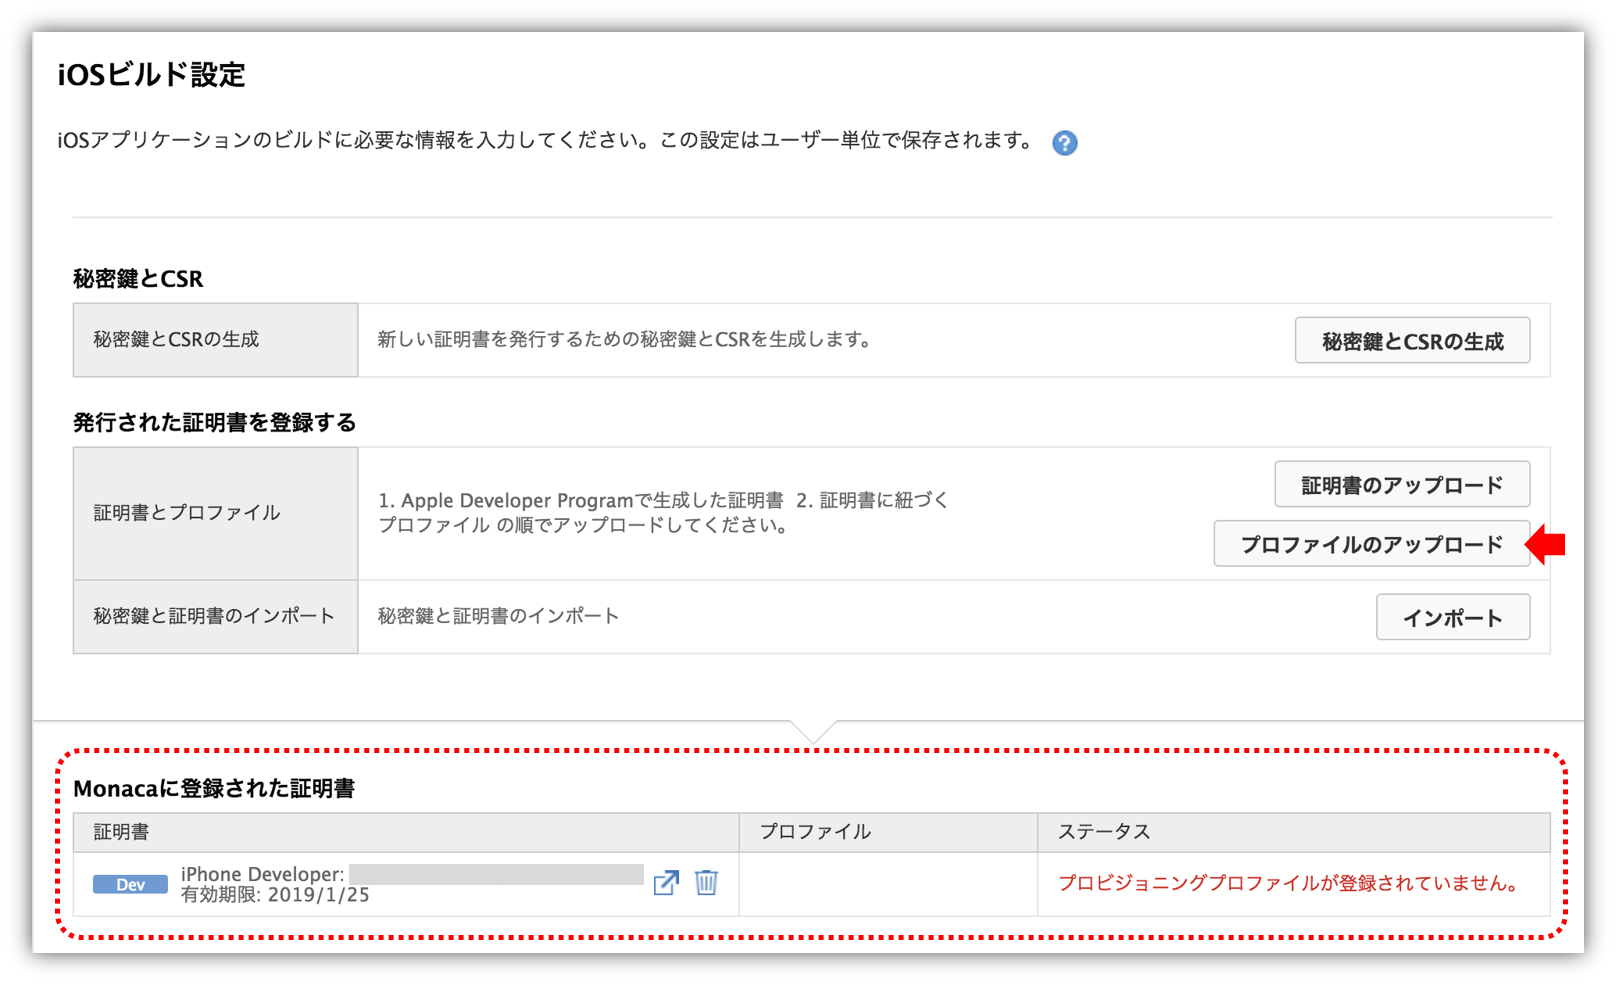 iOSビルド設定
iOSアプリケーションのビルドに必要な情報を入力してください。この設定はユーザー単位で保存されます。 ?
秘密鍵とCSR
秘密鍵とCSRの生成 新しい証明書を発行するための秘密鍵とCSRを生成します。 秘密鍵とCSRの生成
発行された証明書を登録する
証明書とプロファイル
1. Apple Developer Programで生成した証明書 2. 証明書に紐づく
プロファイル の順でアップロードしてください。
証明書のアップロード
プロファイルのアップロード
秘密鍵と証明書のインポート 秘密鍵と証明書のインポート インポート
Monacaに登録された証明書
証明書 プロファイル ステータス
Dev
iPhone Developer:
有効期限: 2019/1/25
プロビジョニングプロファイルが登録されていません。